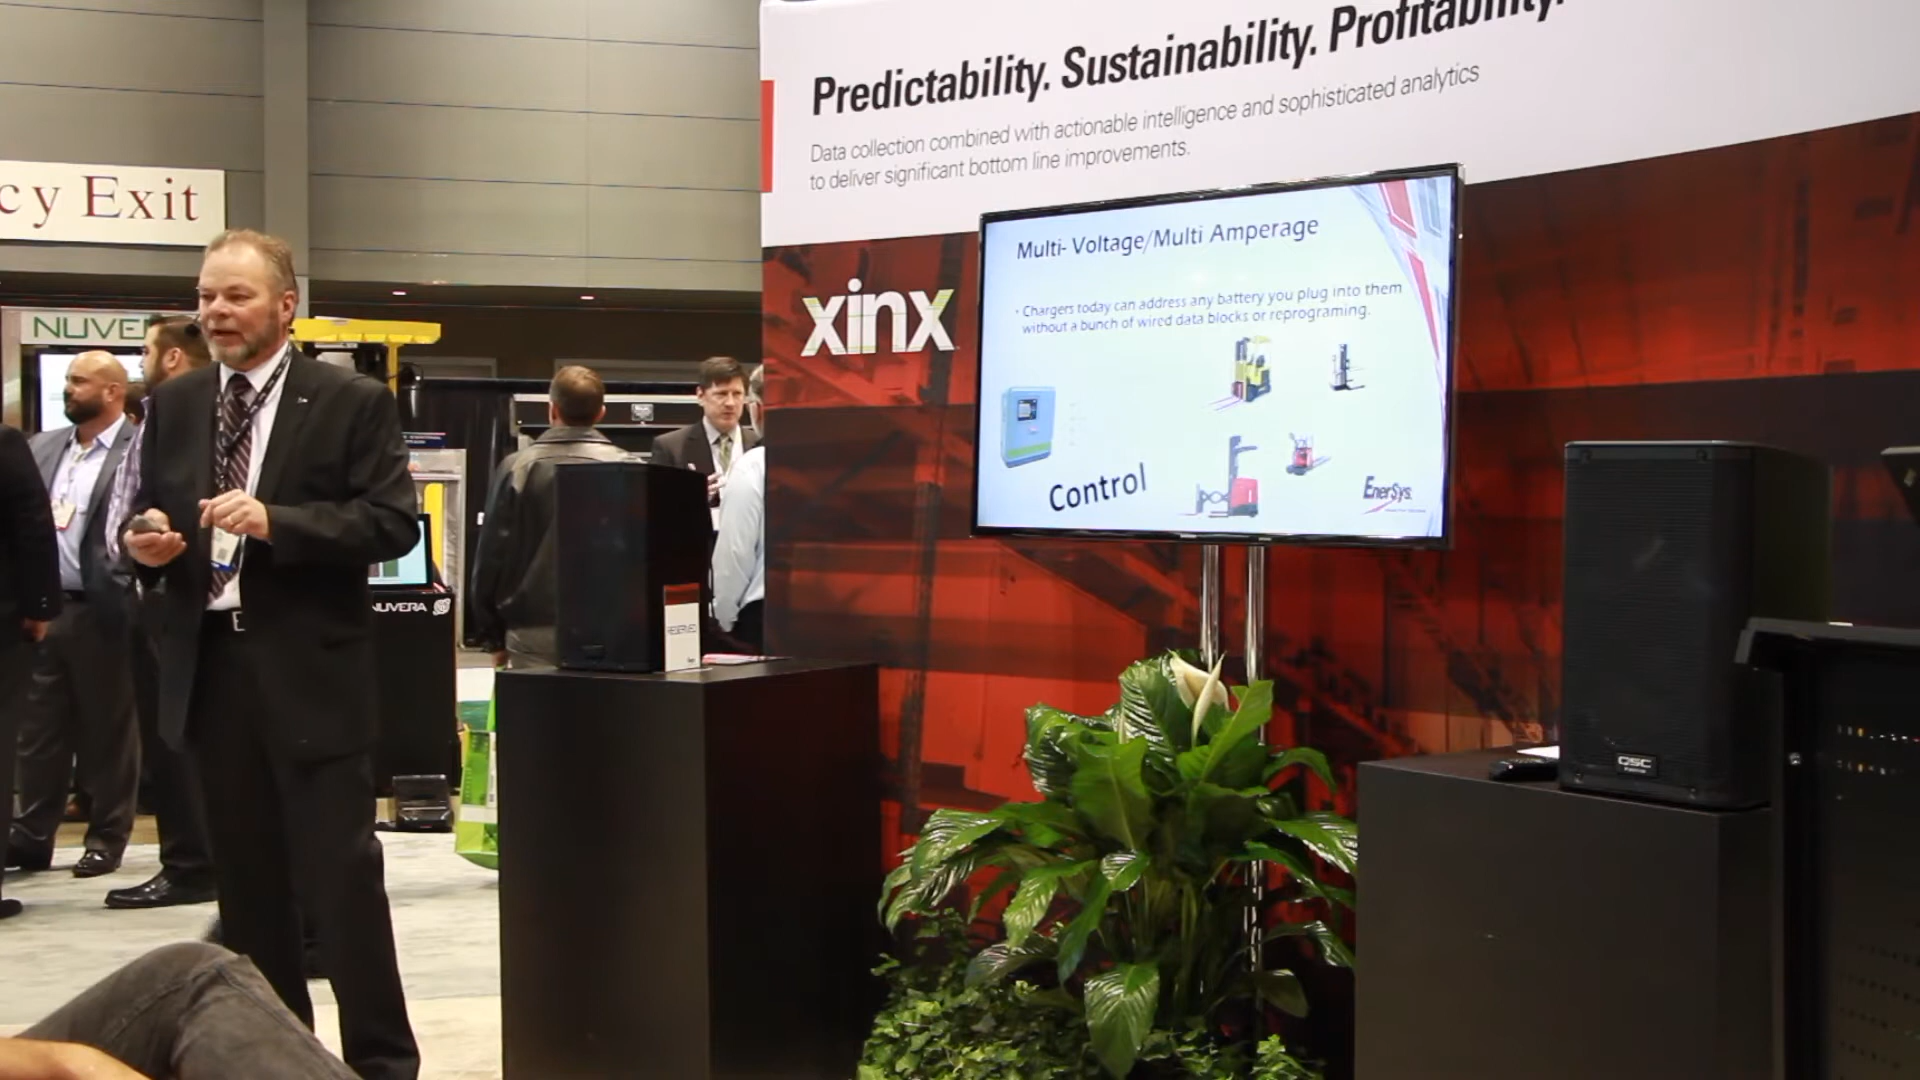 Predictability. Sustainability. Profitability.
Data collection combined with actionable intelligence and sophisticated analytics
to deliver significant bottom line improvements.
cy Exit
xinx
Multi- Voltage/Multi Amperage
• Chargers today can address any battery you plug into them
without a bunch of wired data blocks or reprograming.
Control
EnerSys
NUVE
NUVERA
RESERVED
QSC